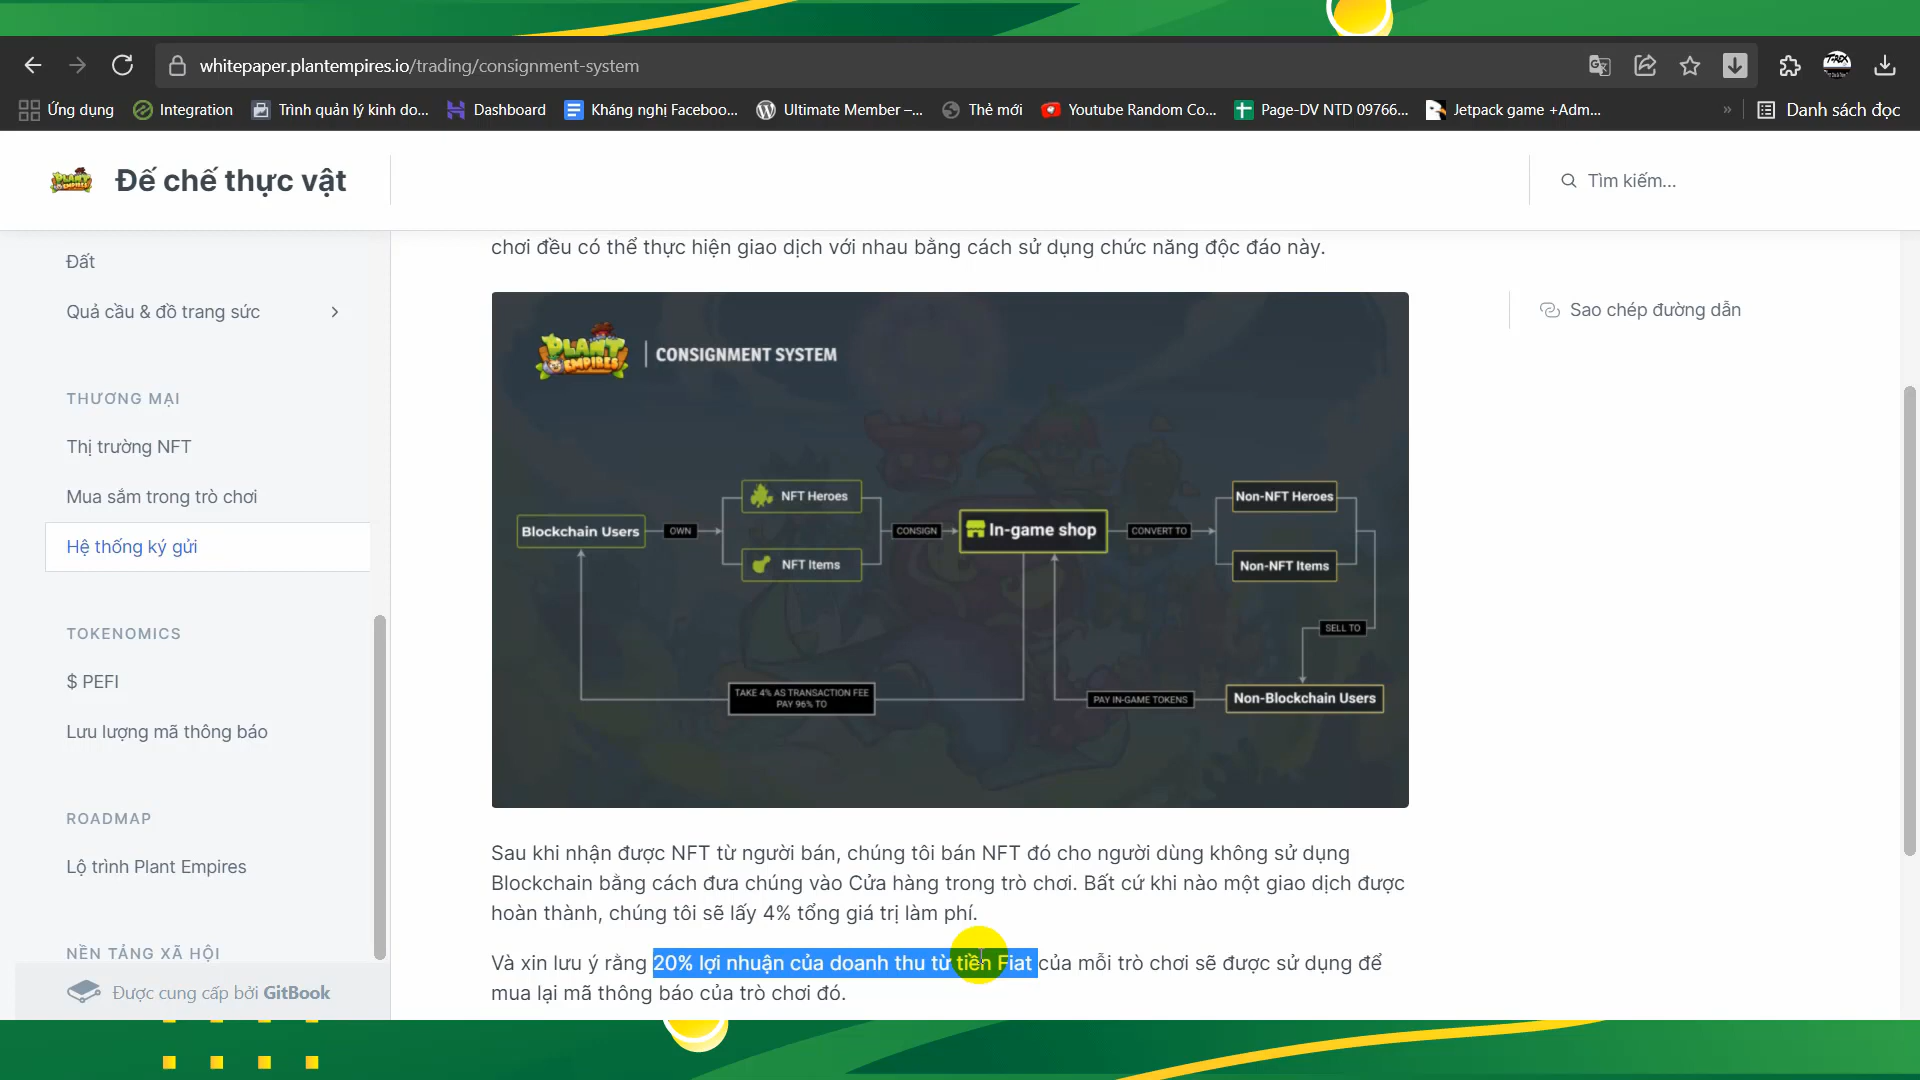 whitepaper.plantempires.io/trading/consignment-system
Ứng dụng
Integration
Trình quản lý kinh do...
Dashboard
Kháng nghị Faceboo...
Ultimate Member –...
Thẻ mới
Youtube Random Co...
Page-DV NTD 09766...
Jetpack game +Adm...
»
Danh sách đọc
PLANT EMPIRES
Đế chế thực vật
Tìm kiếm...
Đất
Quả cầu & đồ trang sức
THƯƠNG MẠI
Thị trường NFT
Mua sắm trong trò chơi
Hệ thống ký gửi
TOKENOMICS
$ PEFI
Lưu lượng mã thông báo
ROADMAP
Lộ trình Plant Empires
NỀN TẢNG XÃ HỘI
Được cung cấp bởi GitBook
chơi đều có thể thực hiện giao dịch với nhau bằng cách sử dụng chức năng độc đáo này.
Sao chép đường dẫn
PLANT EMPIRES
CONSIGNMENT SYSTEM
Blockchain Users
OWN
NFT Heroes
NFT Items
CONSIGN
In-game shop
CONVERT TO
Non-NFT Heroes
Non-NFT Items
SELL TO
Non-Blockchain Users
PAY IN-GAME TOKENS
TAKE 4% AS TRANSACTION FEE
PAY 96% TO
Sau khi nhận được NFT từ người bán, chúng tôi bán NFT đó cho người dùng không sử dụng
Blockchain bằng cách đưa chúng vào Cửa hàng trong trò chơi. Bất cứ khi nào một giao dịch được
hoàn thành, chúng tôi sẽ lấy 4% tổng giá trị làm phí.
Và xin lưu ý rằng 20% lợi nhuận của doanh thu từ tiền Fiat của mỗi trò chơi sẽ được sử dụng để
mua lại mã thông báo của trò chơi đó.